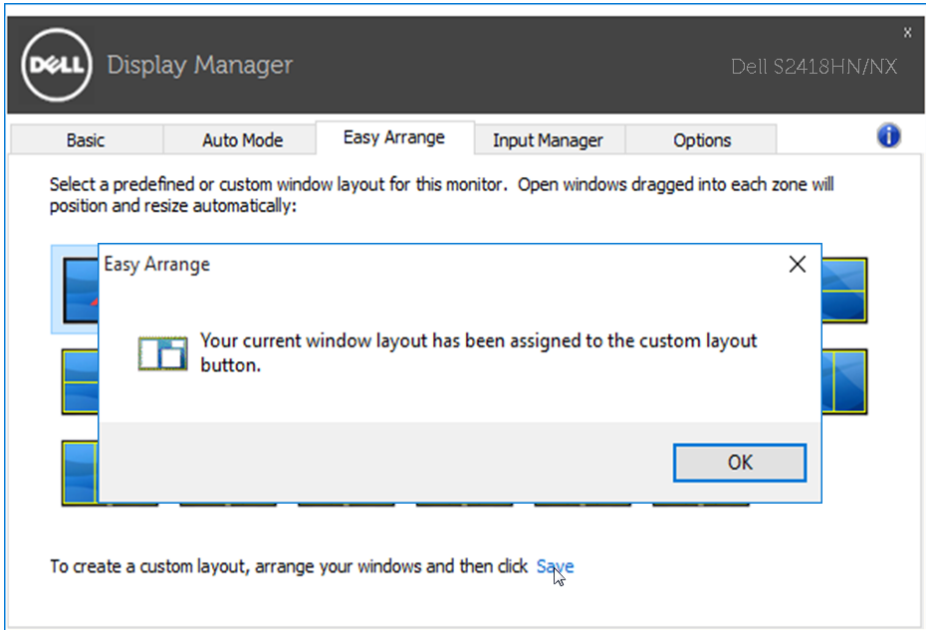 x
DELL
Display Manager
Dell S2418HN/NX
Basic
Auto Mode
Easy Arrange
Input Manager
Options
i
Select a predefined or custom window layout for this monitor. Open windows dragged into each zone will
position and resize automatically:
Easy Arrange
Your current window layout has been assigned to the custom layout
button.
OK
To create a custom layout, arrange your windows and then click Save